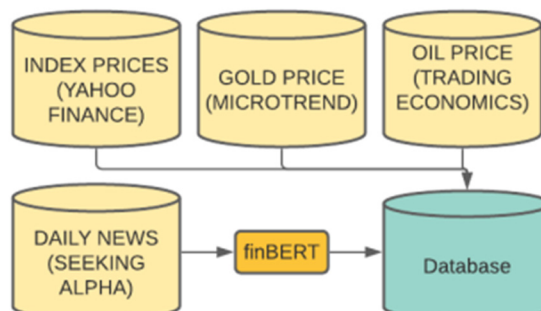 INDEX PRICES
(YAHOO
FINANCE)
GOLD PRICE
(MICROTREND)
OIL PRICE
(TRADING
ECONOMICS)
DAILY NEWS
(SEEKING
ALPHA)
finBERT
Database